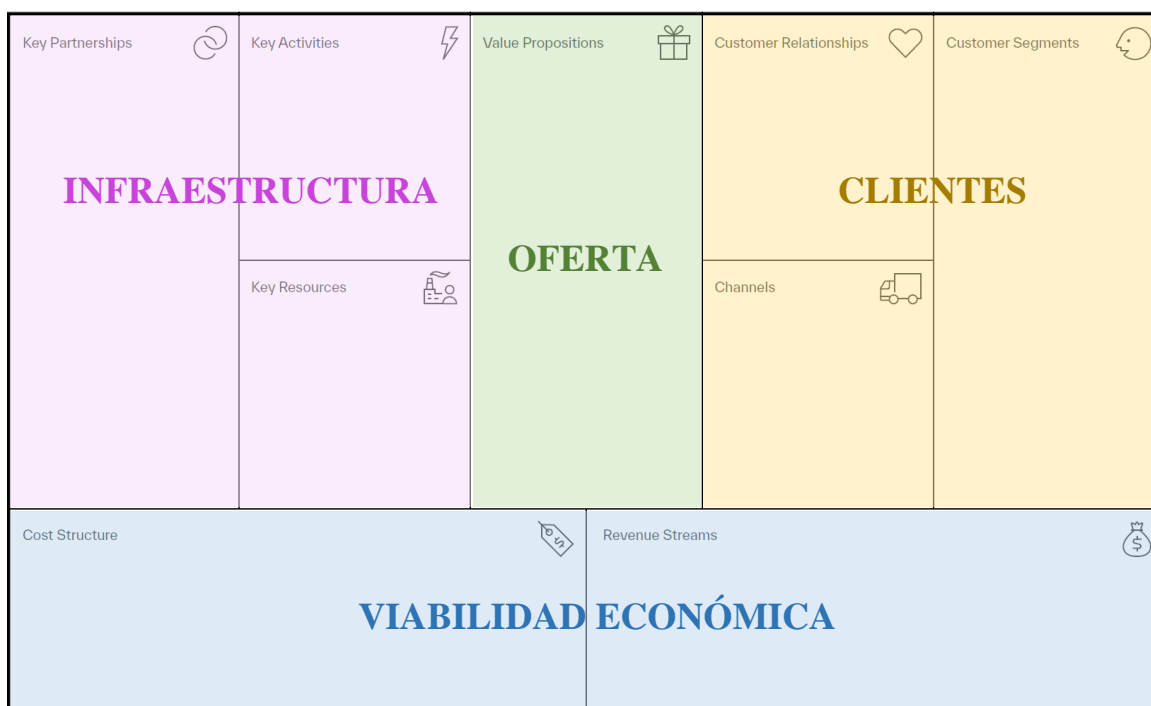 Key Partnerships
Key Activities
Value Propositions
Customer Relationships
Customer Segments
INFRAESTRUCTURA
CLIENTES
OFERTA
Key Resources
Channels
Cost Structure
Revenue Streams
VIABILIDAD ECONÓMICA